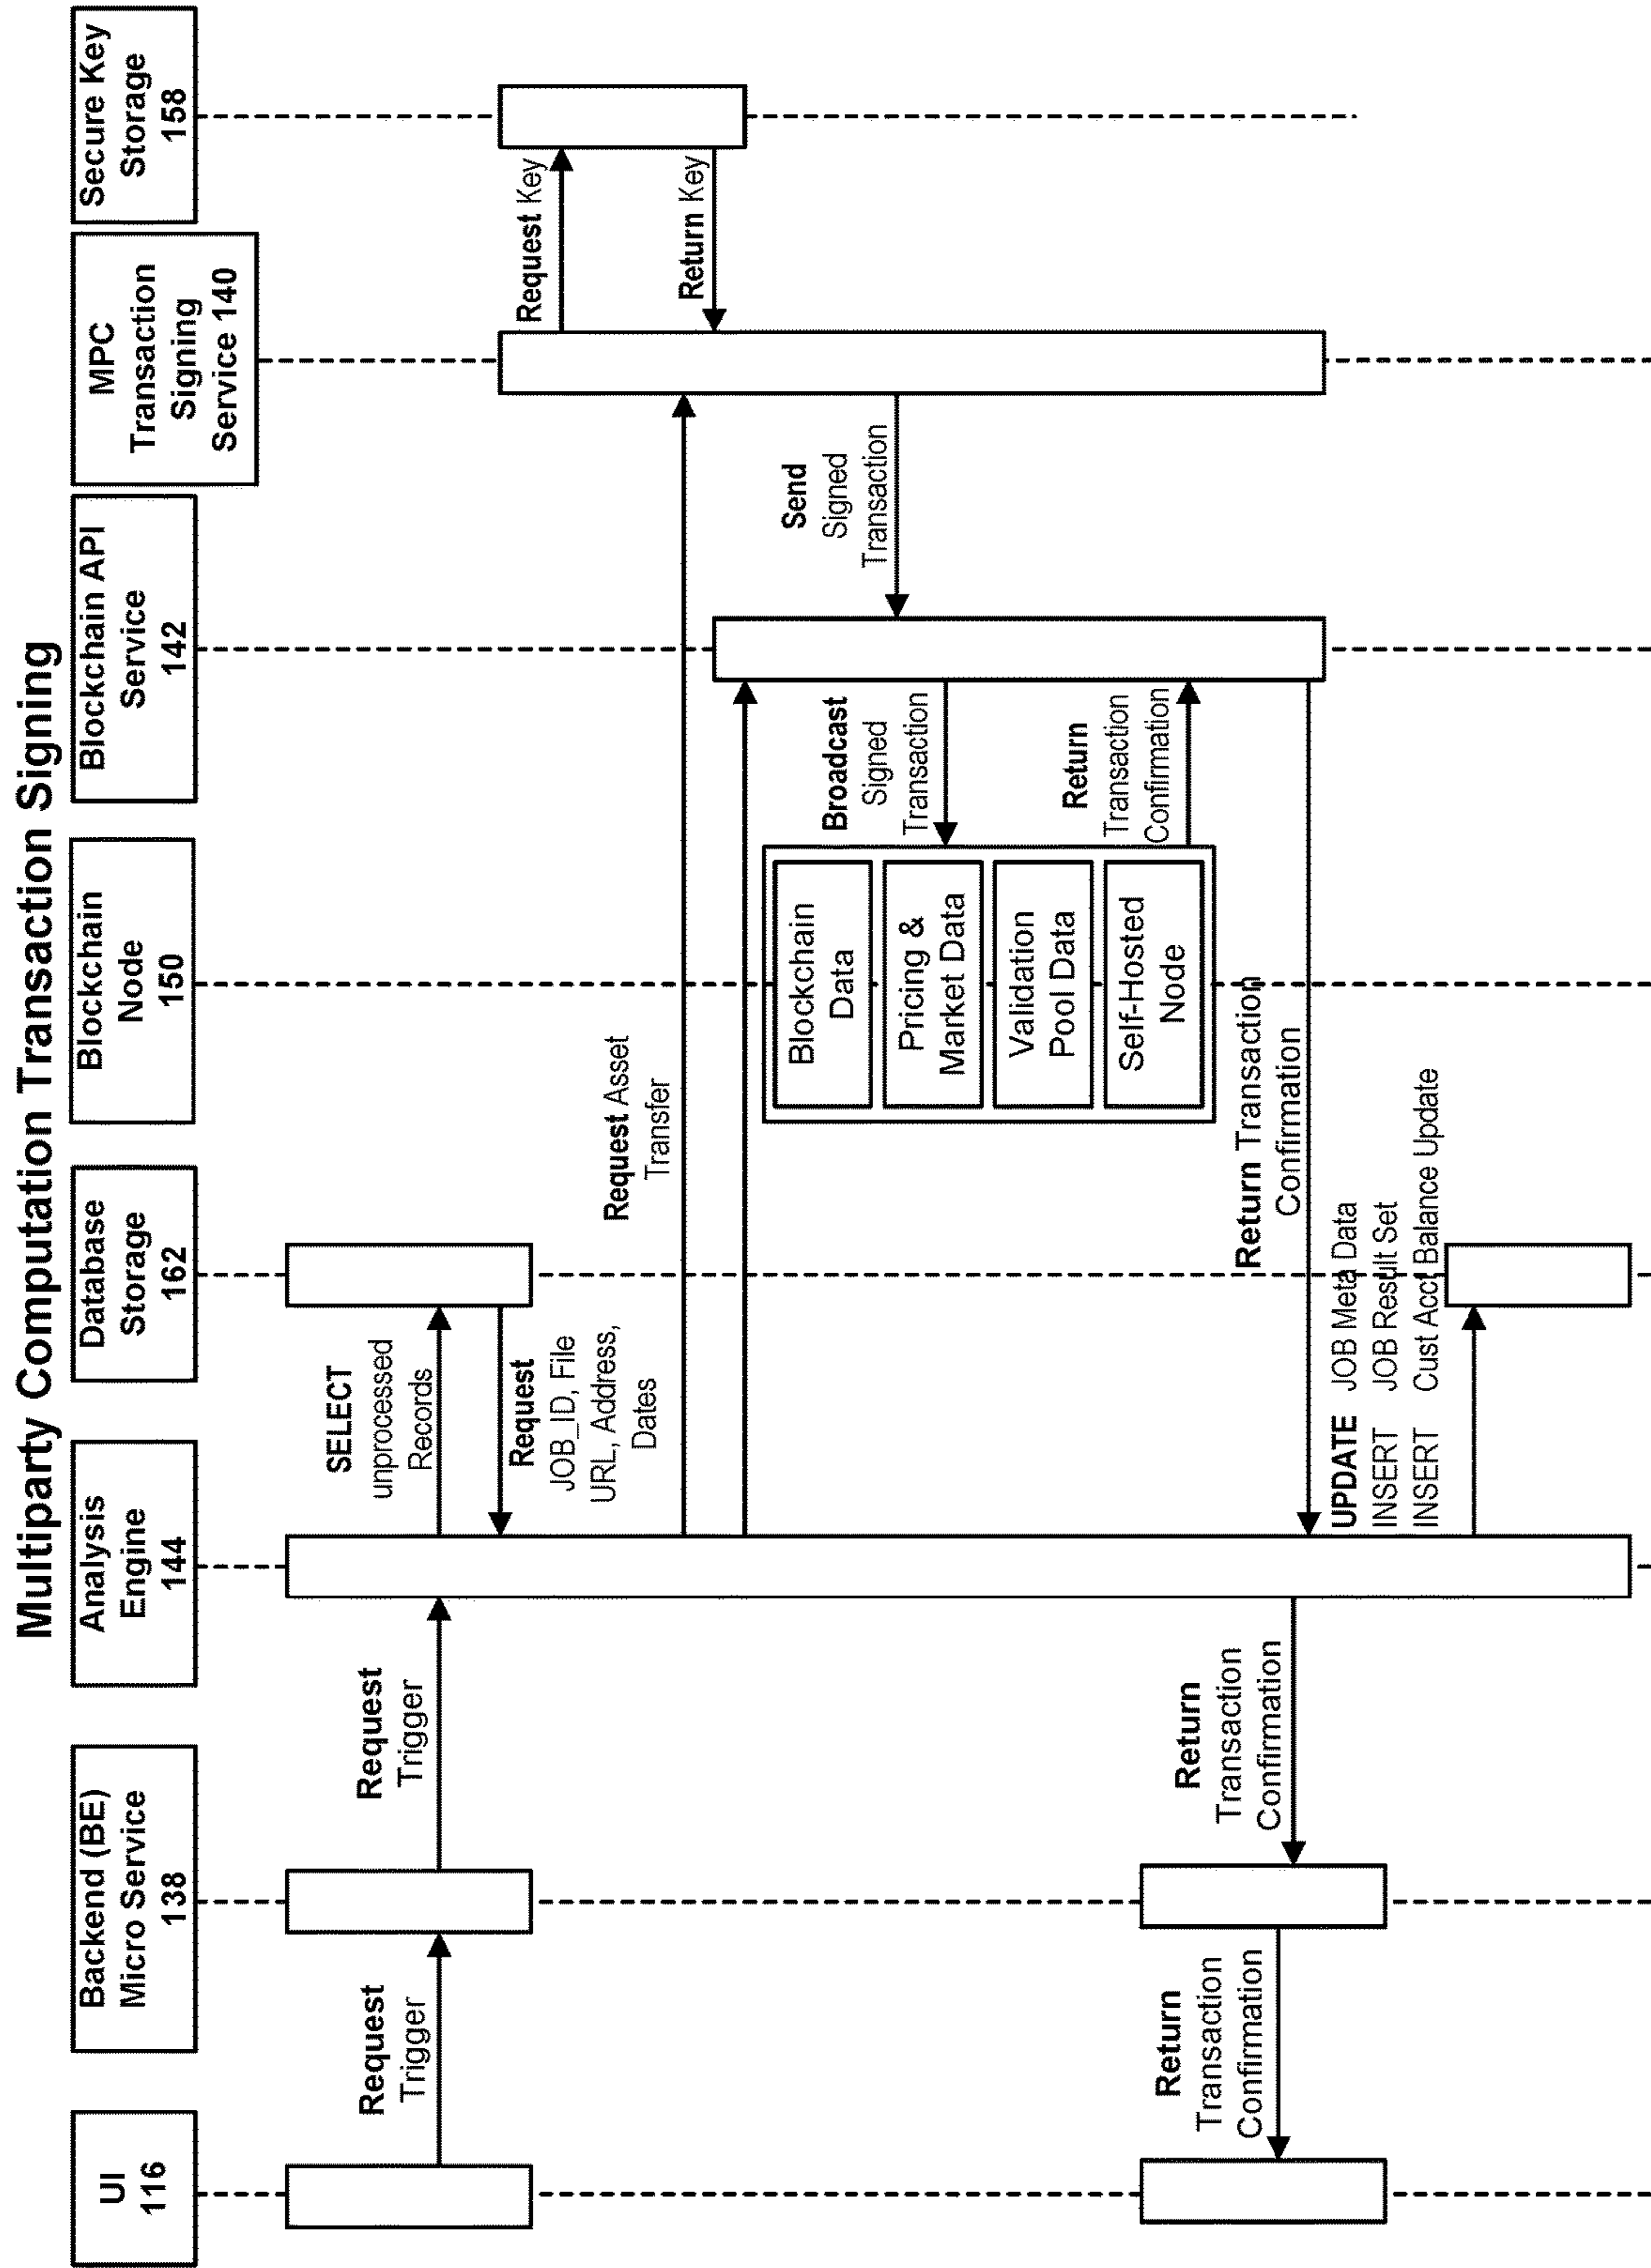 Multiparty Computation Transaction Signing
UI
116
Backend (BE)
Micro Service
138
Analysis
Engine
144
Database
Storage
162
Blockchain
Node
150
Blockchain API
Service
142
MPC
Transaction
Signing
Service 140
Secure Key
Storage
158
Request
Trigger
Request
Trigger
SELECT
unprocessed
Records
Request
JOB_ID, File
URL, Address,
Dates
Request Asset
Transfer
Request Key
Return Key
Send
Signed
Transaction
Broadcast
Signed
Transaction
Blockchain
Data
Pricing &
Market Data
Validation
Pool Data
Self-Hosted
Node
Return
Transaction
Confirmation
Return Transaction
Confirmation
Return
Transaction
Confirmation
Return
Transaction
Confirmation
UPDATE JOB Meta Data
INSERT JOB Result Set
INSERT Cust Acct Balance Update